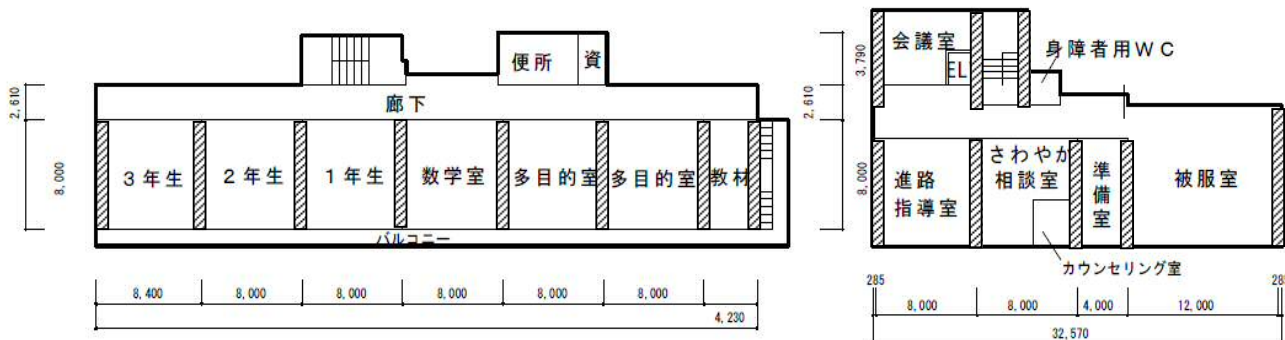 便所
資
廊下
3年生
2年生
1年生
数学室
多目的室
多目的室
教材
バルコニー
2,610
8,000
8,400
8,000
8,000
8,000
8,000
8,000
4,230
会議室
EL
身障者用WC
さわやか
相談室
進路
指導室
準備室
被服室
カウンセリング室
3,790
2,610
8,000
285
8,000
8,000
4,000
12,000
285
32,570